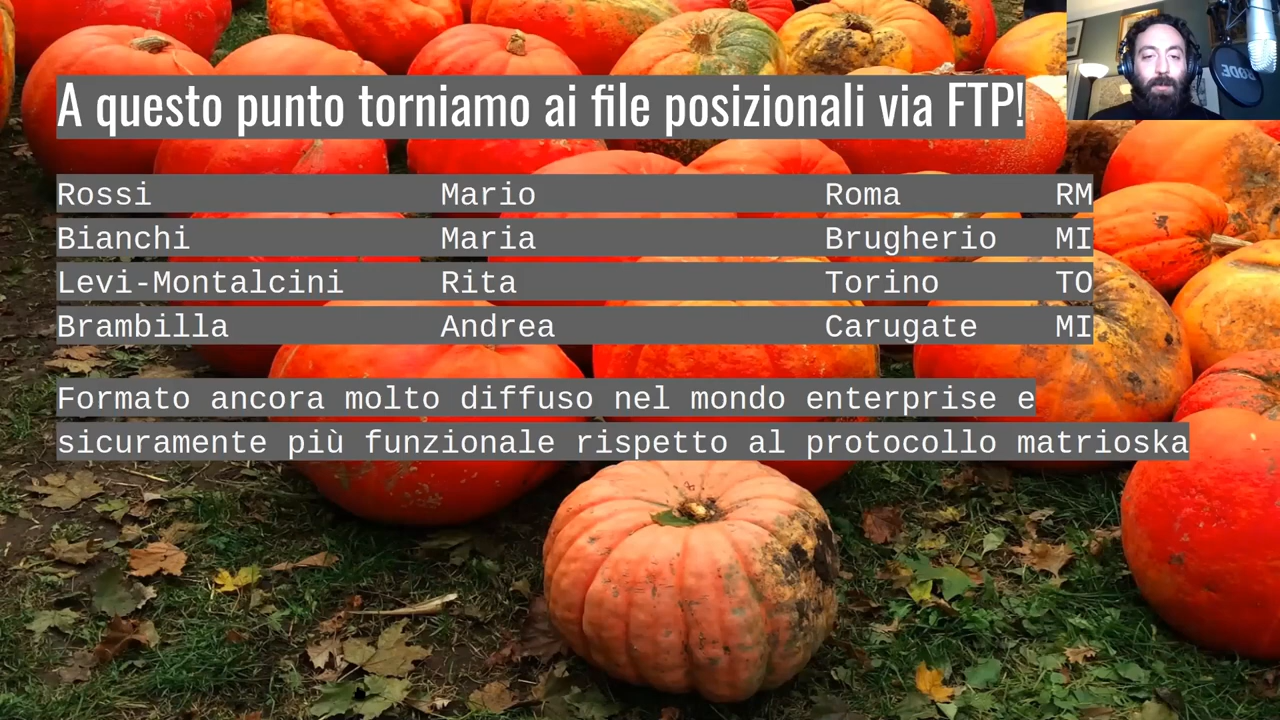 A questo punto torniamo ai file posizionali via FTP!
Rossi Mario Roma RM
Bianchi Maria Brugherio MI
Levi-Montalcini Rita Torino TO
Brambilla Andrea Carugate MI
Formato ancora molto diffuso nel mondo enterprise e
sicuramente più funzionale rispetto al protocollo matrioska
RØDE